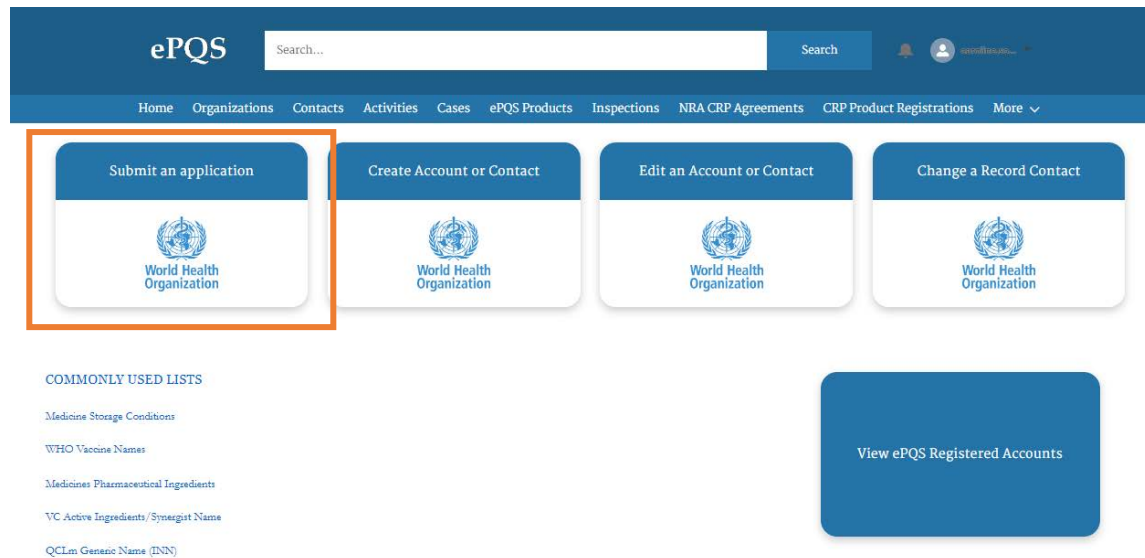 ePQS Search... Search
Home Organizations Contacts Activities Cases ePQS Products Inspections NRA CRP Agreements CRP Product Registrations More
Submit an application
World Health
Organization
Create Account or Contact
World Health
Organization
Edit an Account or Contact
World Health
Organization
Change a Record Contact
World Health
Organization
COMMONLY USED LISTS
Medicine Storage Conditions
WHO Vaccine Names
Medicines Pharmaceutical Ingredients
VC Active Ingredients/Synergist Name
QCLm Generic Name (INN)
View ePQS Registered Accounts